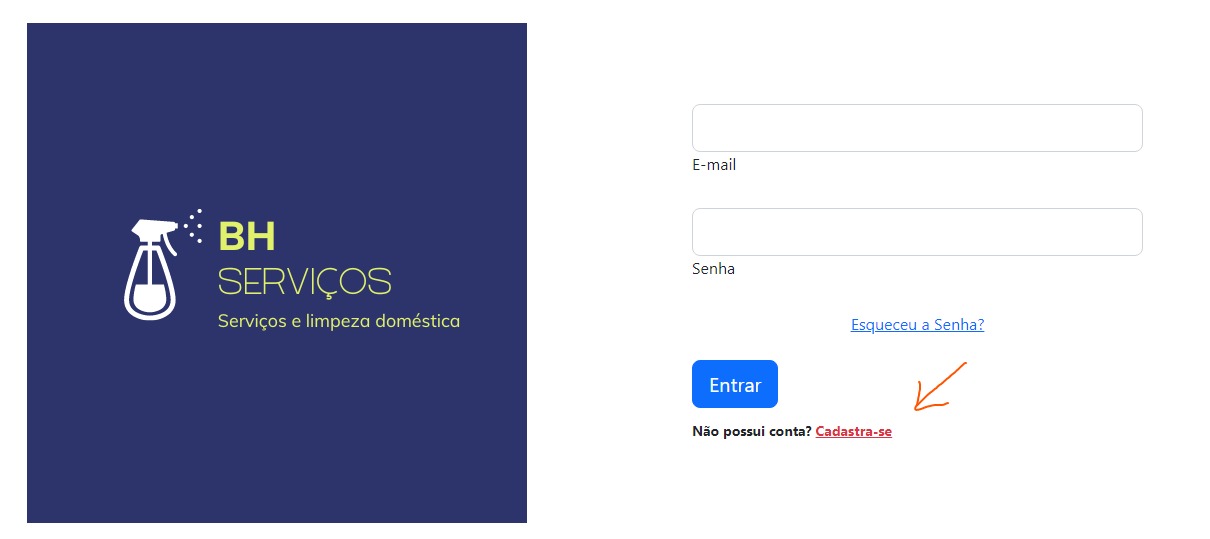 BH
SERVIÇOS
Serviços e limpeza doméstica
E-mail
Senha
Esqueceu a Senha?
Entrar
Não possui conta? Cadastra-se